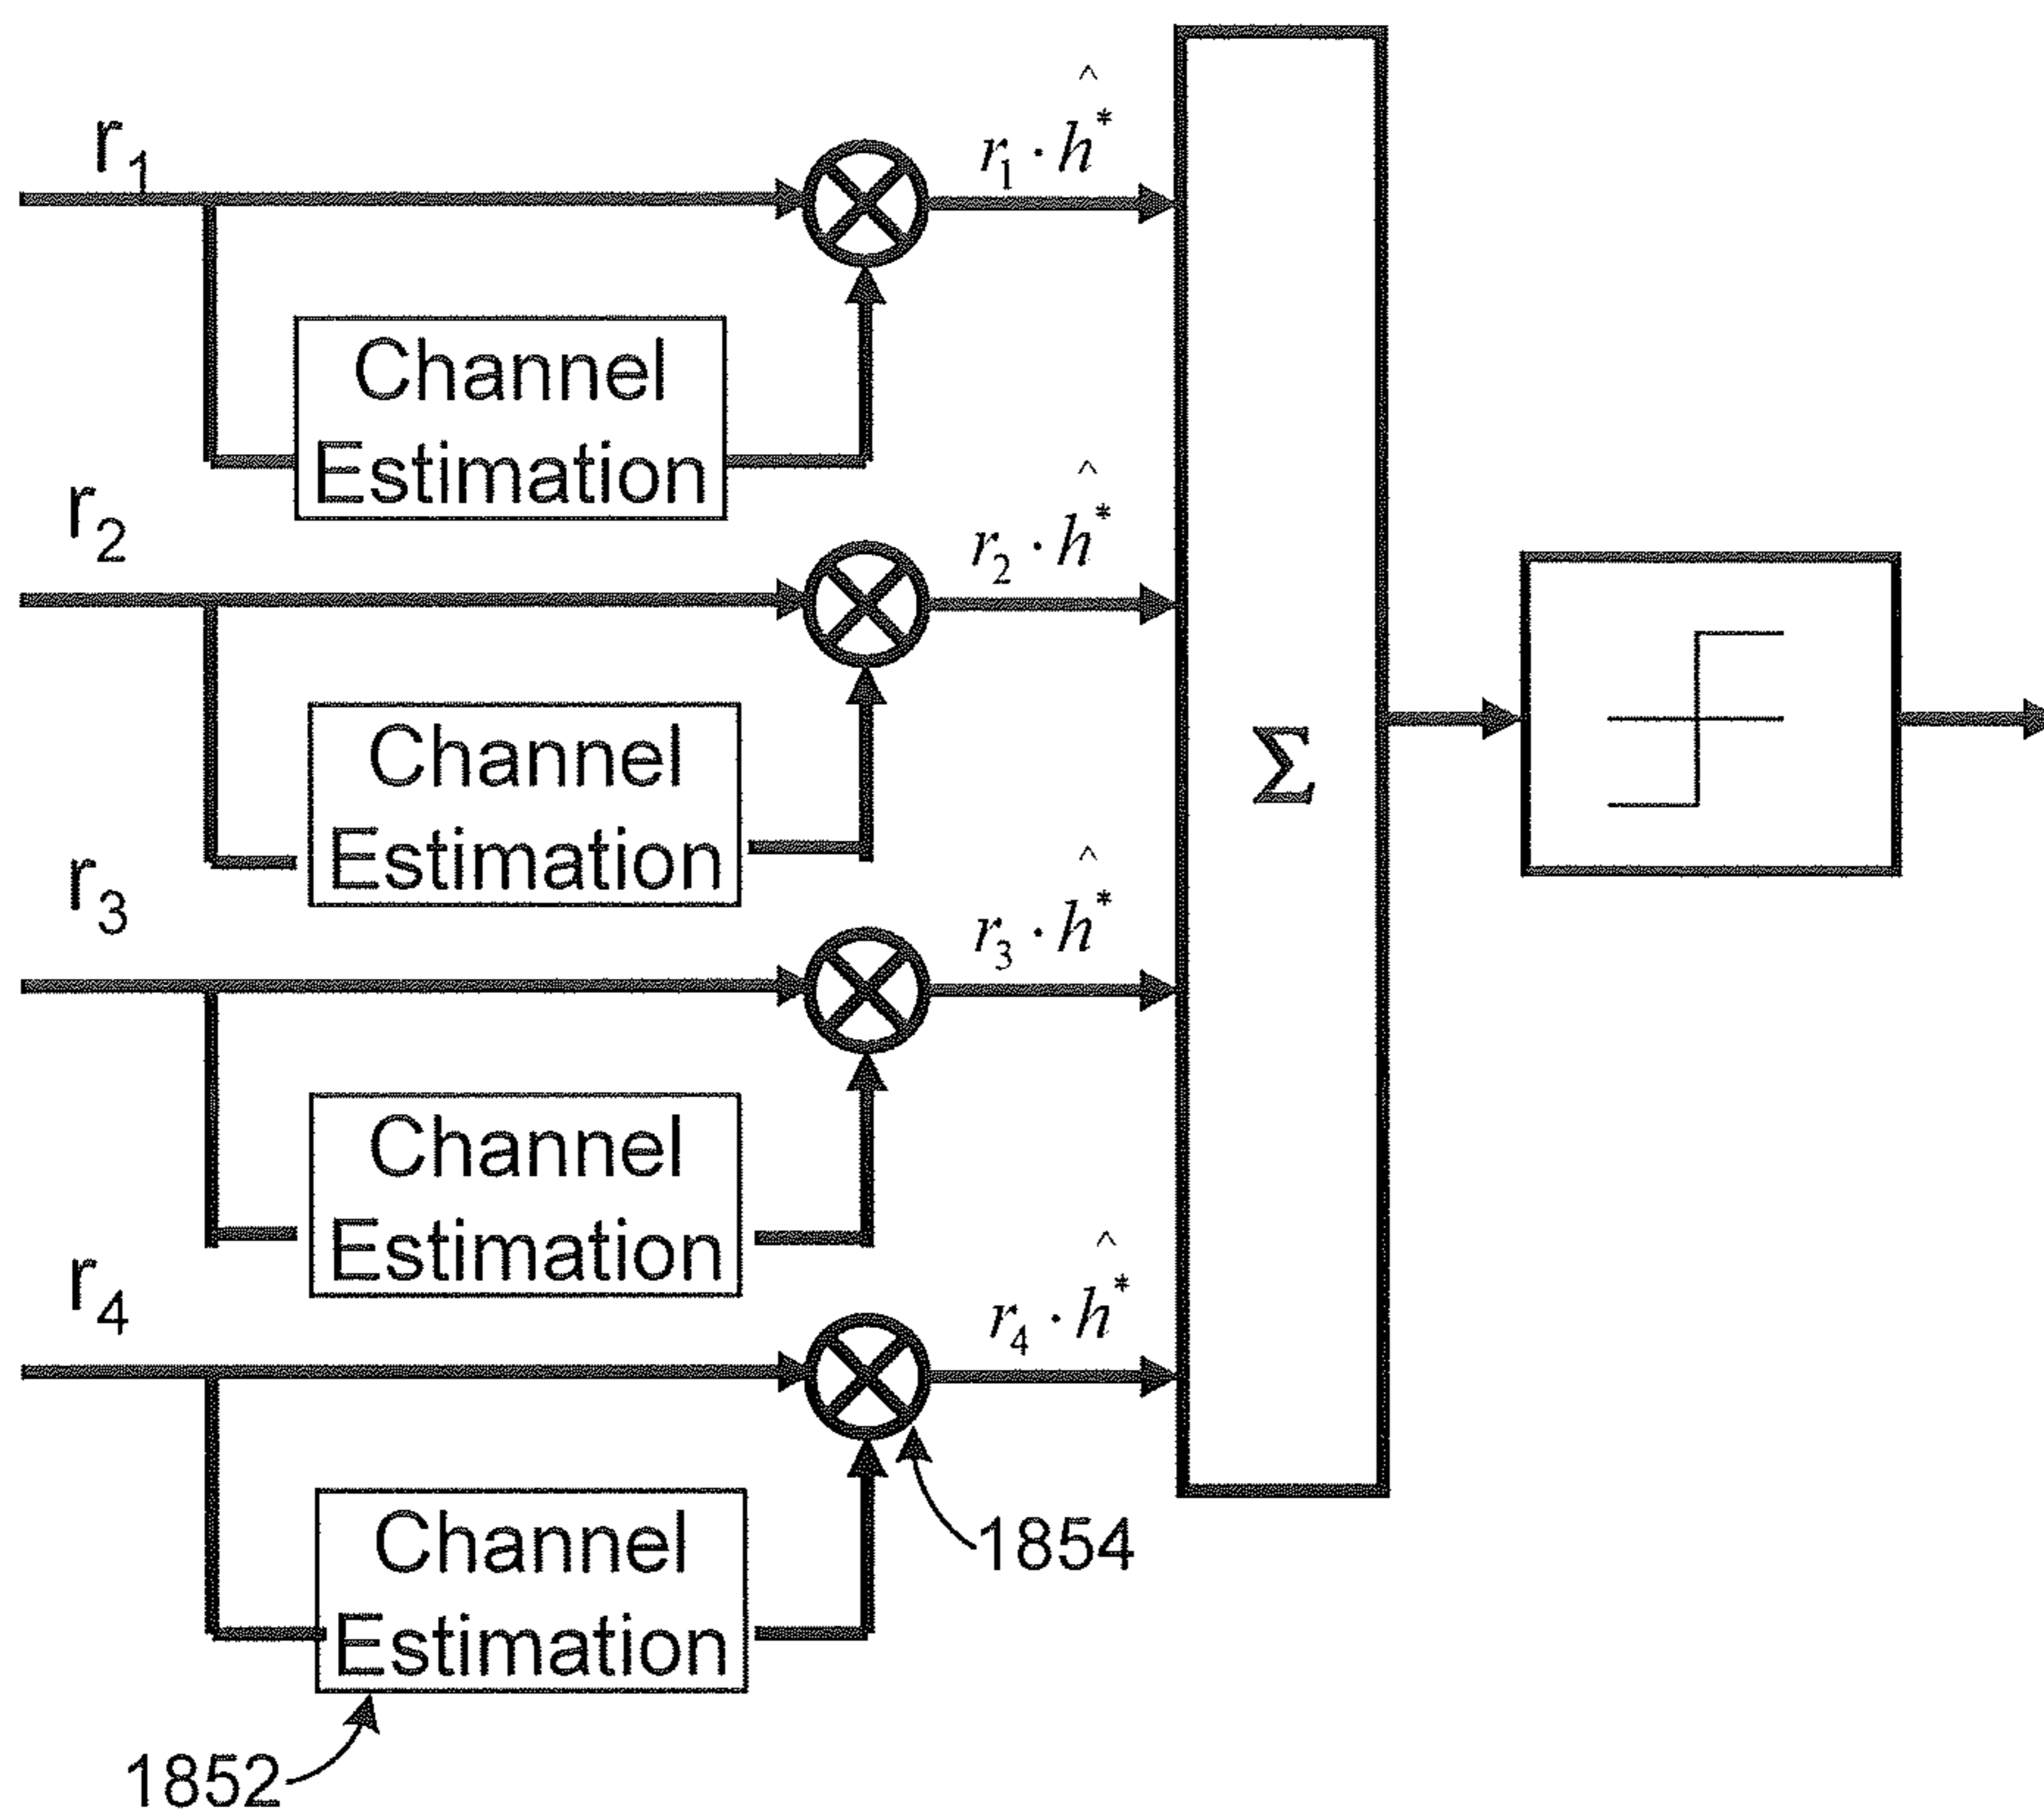 r1
r1 · ĥ*
Channel
Estimation
r2
r2 · ĥ*
Channel
Estimation
Σ
r3
r3 · ĥ*
Channel
Estimation
r4
r4 · ĥ*
Channel
Estimation
1854
1852